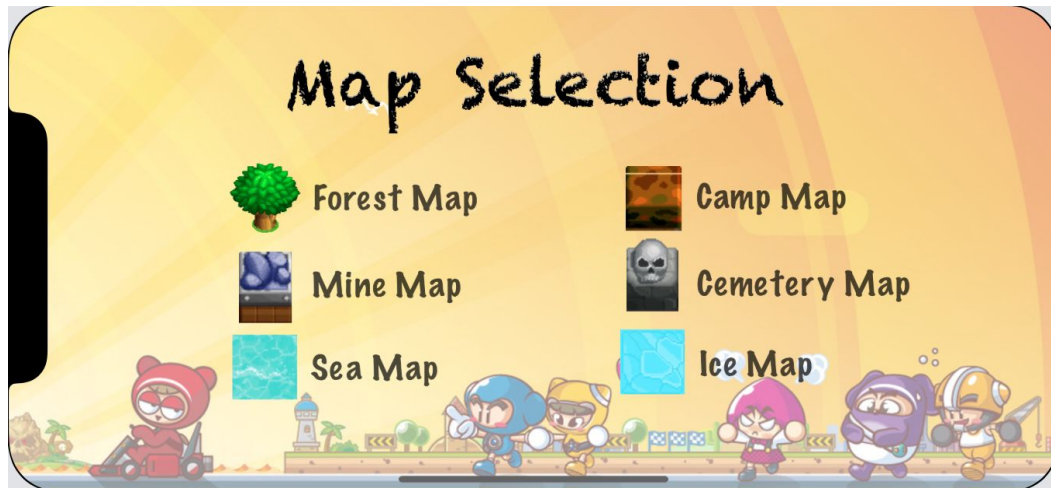 Map Selection
Forest Map
Camp Map
Mine Map
Cemetery Map
Sea Map
Ice Map